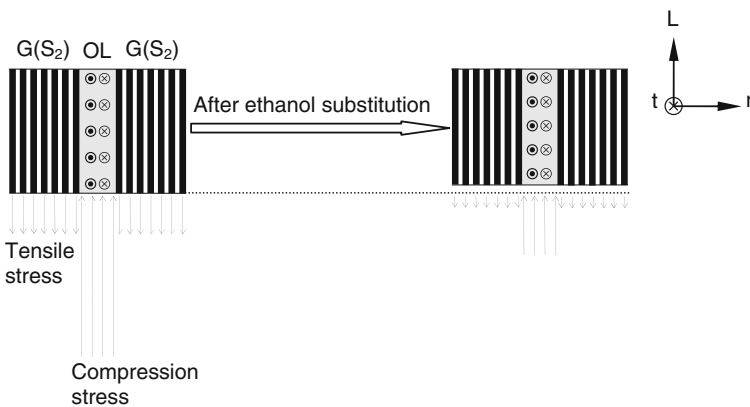 G(S₂) OL G(S₂)
After ethanol substitution
L
t
r
Tensile
stress
Compression
stress